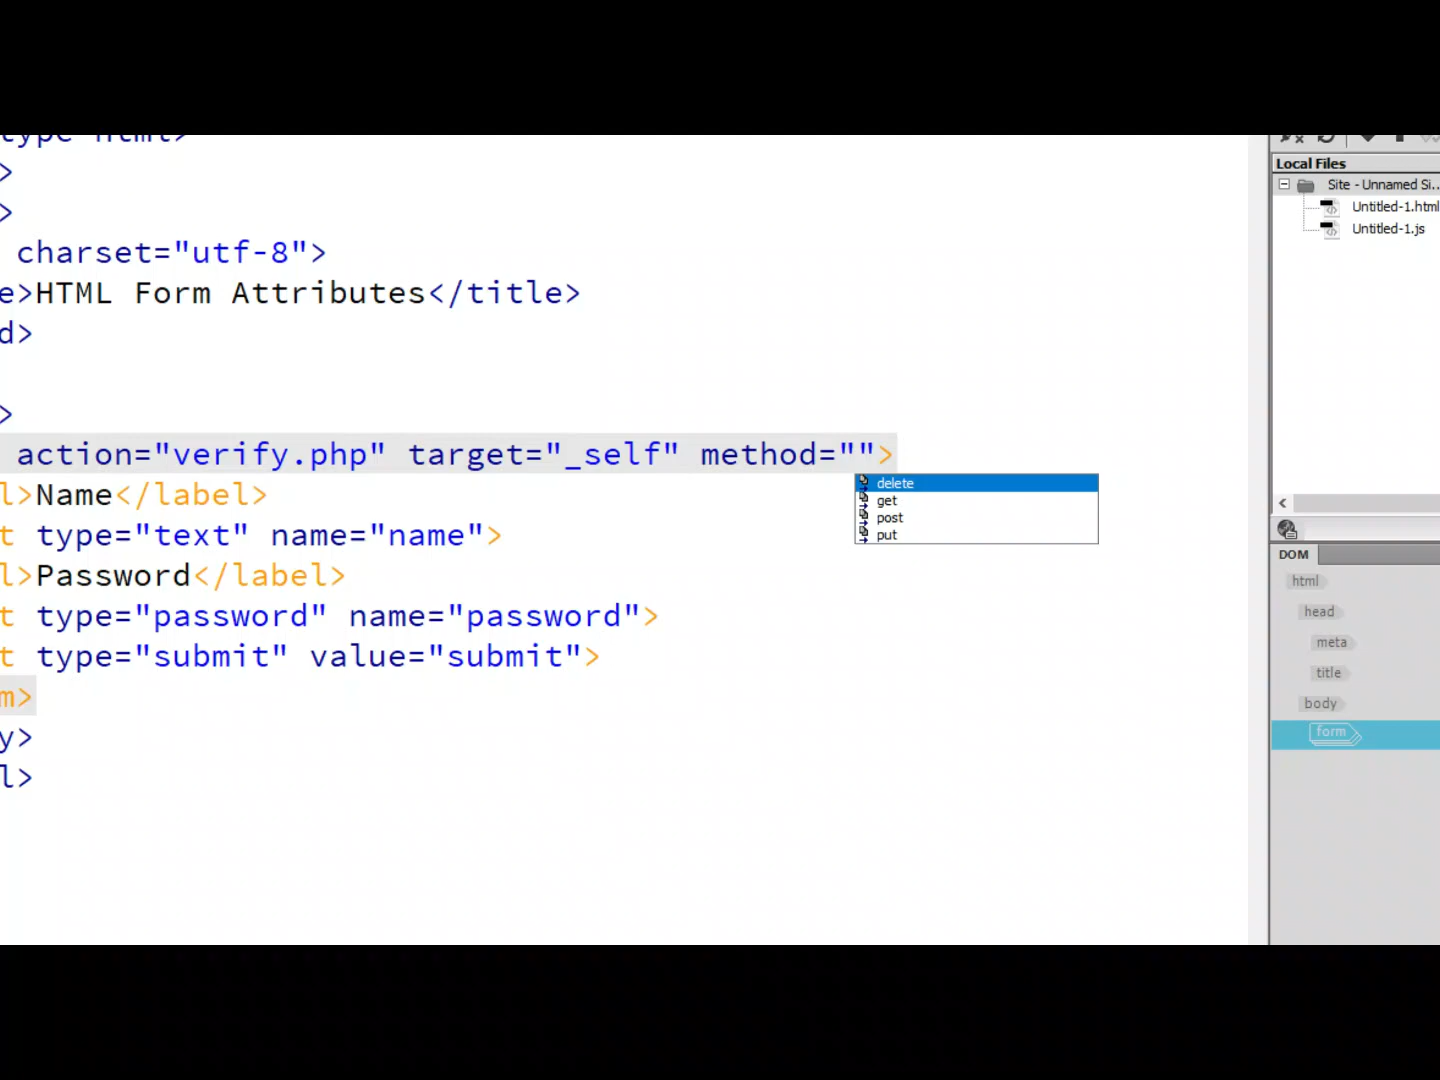 type html>
>
>
charset="utf-8">
e>HTML Form Attributes</title>
d>
>
action="verify.php" target="_self" method="">
l>Name</label>
t type="text" name="name">
l>Password</label>
t type="password" name="password">
t type="submit" value="submit">
m>
y>
l>
delete
get
post
put
Local Files
Site - Unnamed Si...
Untitled-1.html
Untitled-1.js
DOM
html
head
meta
title
body
form